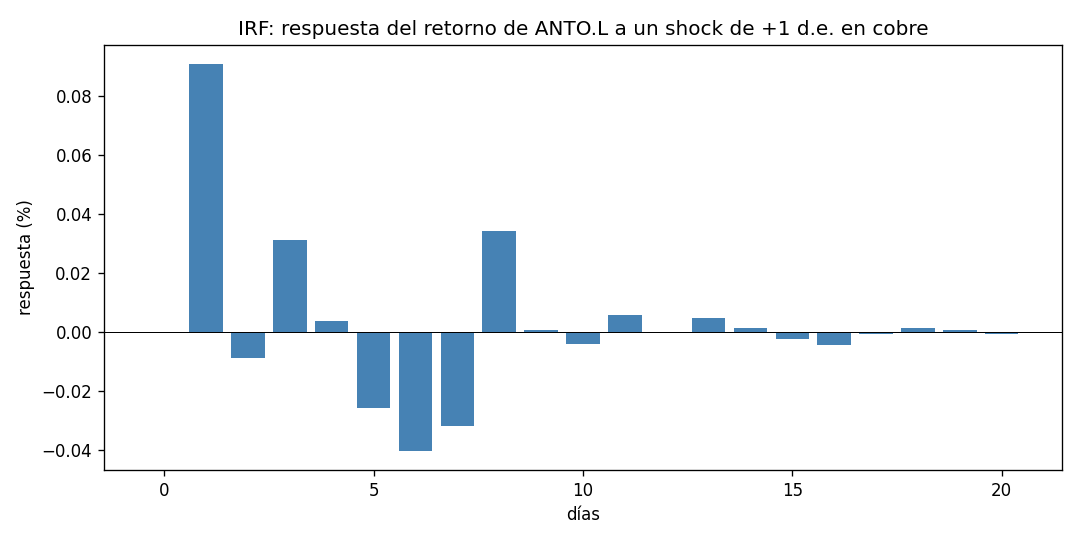 IRF: respuesta del retorno de ANTO.L a un shock de +1 d.e. en cobre
respuesta (%)
0.08
0.06
0.04
0.02
0.00
−0.02
−0.04
0 5 10 15 20
días